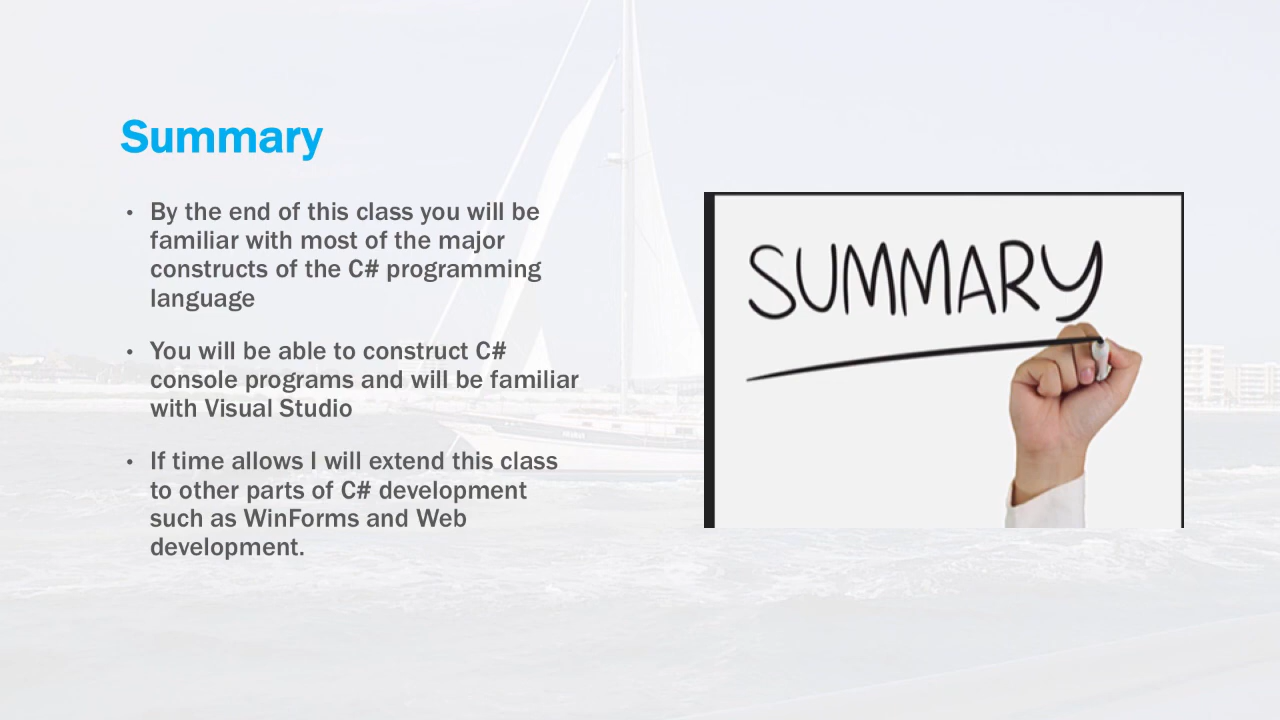 Summary
• By the end of this class you will be
familiar with most of the major
constructs of the C# programming
language
• You will be able to construct C#
console programs and will be familiar
with Visual Studio
• If time allows I will extend this class
to other parts of C# development
such as WinForms and Web
development.
SUMMARY